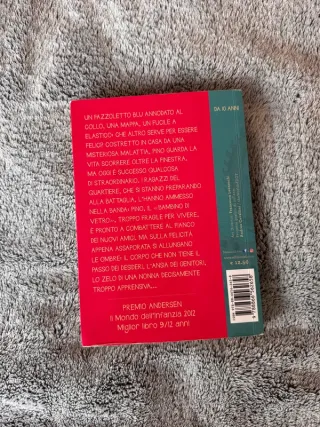 UN FAZZOLETTO BLU ANNODATO AL
COLLO, UNA MAPPA, UN FUCILE A
ELASTICO: CHE ALTRO SERVE PER ESSERE
FELICI? COSTRETTO IN CASA DA UNA
MISTERIOSA MALATTIA, PINO GUARDA LA
VITA SCORRERE OLTRE LA FINESTRA.
MA OGGI È SUCCESSO QUALCOSA
DI STRAORDINARIO. I RAGAZZI DEL
QUARTIERE, CHE SI STANNO PREPARANDO
ALLA BATTAGLIA, L'HANNO AMMESSO
NELLA BANDA: PINO, IL «BAMBINO DI
VETRO», TROPPO FRAGILE PER VIVERE,
È PRONTO A COMBATTERE AL FIANCO
DEI NUOVI AMICI. MA SULLA FELICITÀ
APPENA ASSAPORATA SI ALLUNGANO
LE OMBRE: IL CORPO CHE NON TIENE IL
PASSO DEI DESIDERI, L'ANSIA DEI GENITORI,
LO ZELO DI UNA NONNA DECISAMENTE
TROPPO APPRENSIVA...
PREMIO ANDERSEN
Il Mondo dell'Infanzia 2012
Miglior libro 9/12 anni
DA 10 ANNI